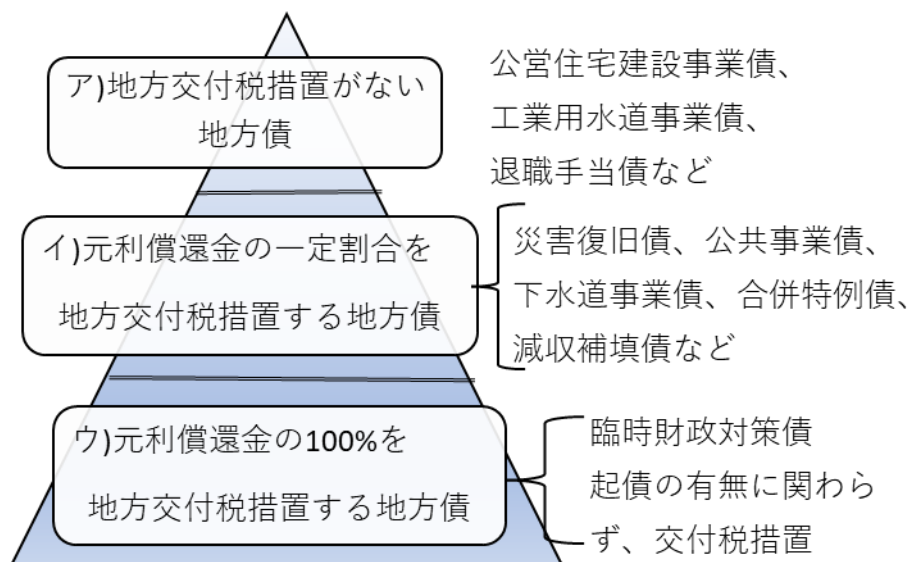 ア)地方交付税措置がない
地方債
公営住宅建設事業債、
工業用水道事業債、
退職手当債など
イ)元利償還金の一定割合を
地方交付税措置する地方債
災害復旧債、公共事業債、
下水道事業債、合併特例債、
減収補填債など
ウ)元利償還金の100%を
地方交付税措置する地方債
臨時財政対策債
起債の有無に関わら
ず、交付税措置